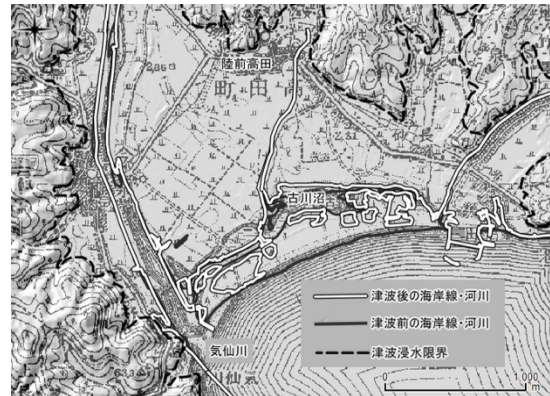 陸前高田
高田町
古川沼
気仙川
津波後の海岸線・河川
津波前の海岸線・河川
津波浸水限界
0 1,000
m